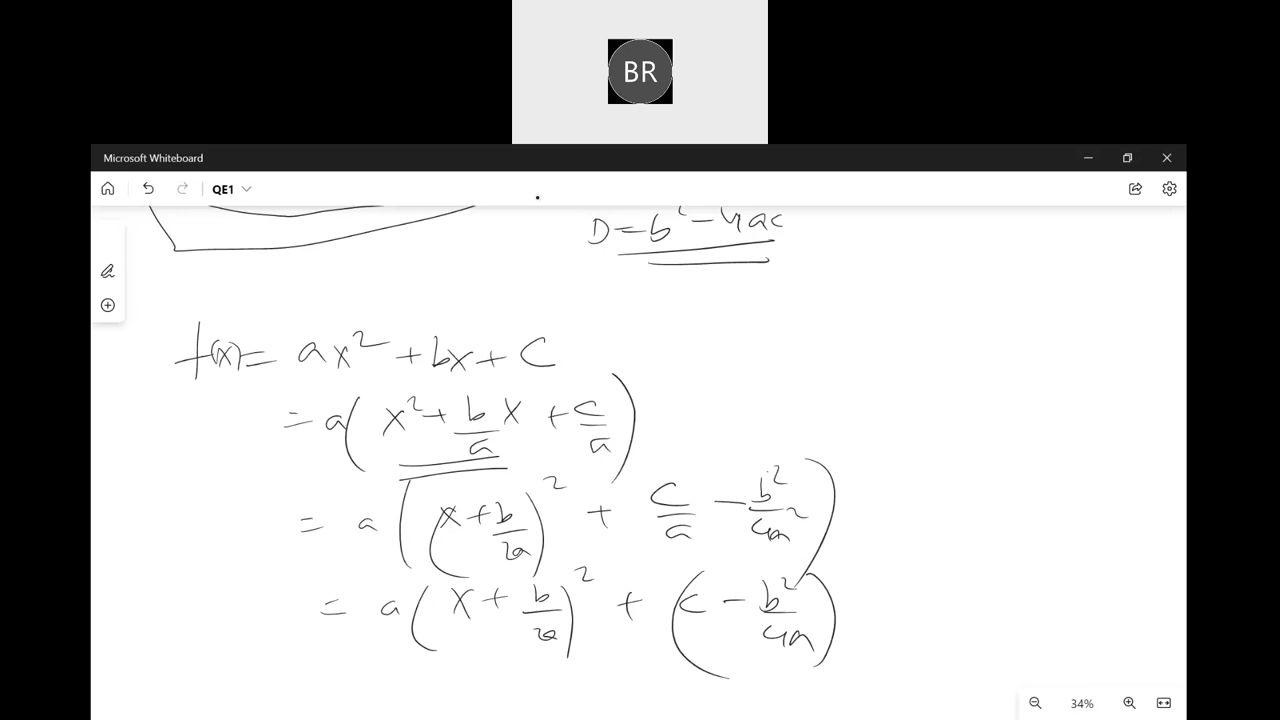 BR
Microsoft Whiteboard
QE1
D = b² - 4ac
a
f(x) = ax² + bx + c
= a(x² + b/a x + c/a)
= a((x + b/2a)² + c/a - b²/4a²)
= a(x + b/2a)² + (c - b²/4a)
34%